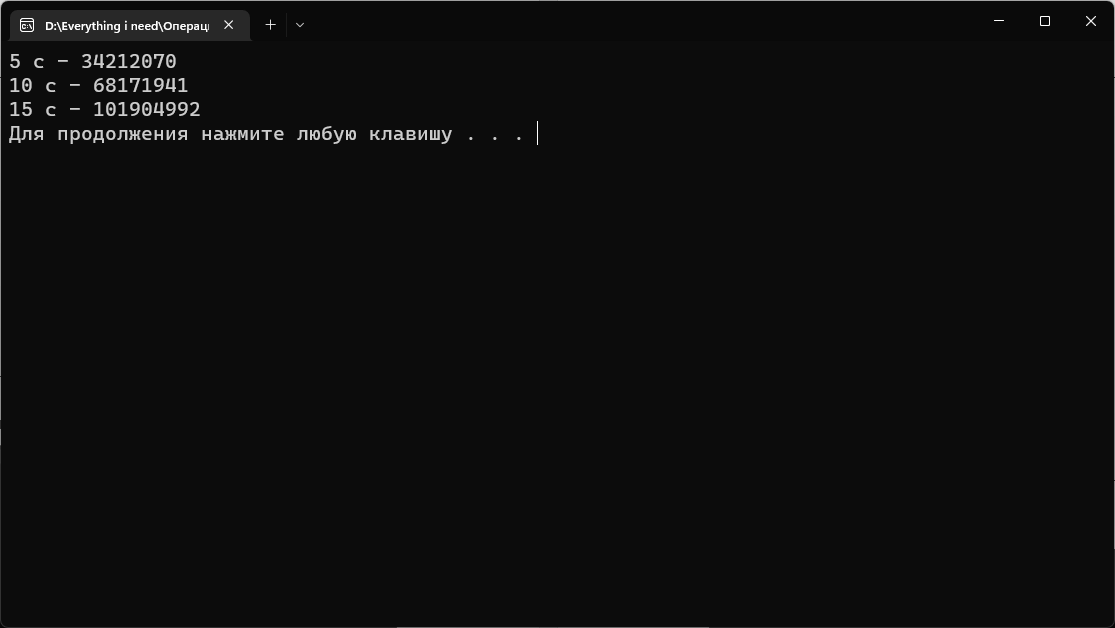 D:\Everything i need\Операц
5 с - 34212070
10 с - 68171941
15 с - 101904992
Для продолжения нажмите любую клавишу . . .